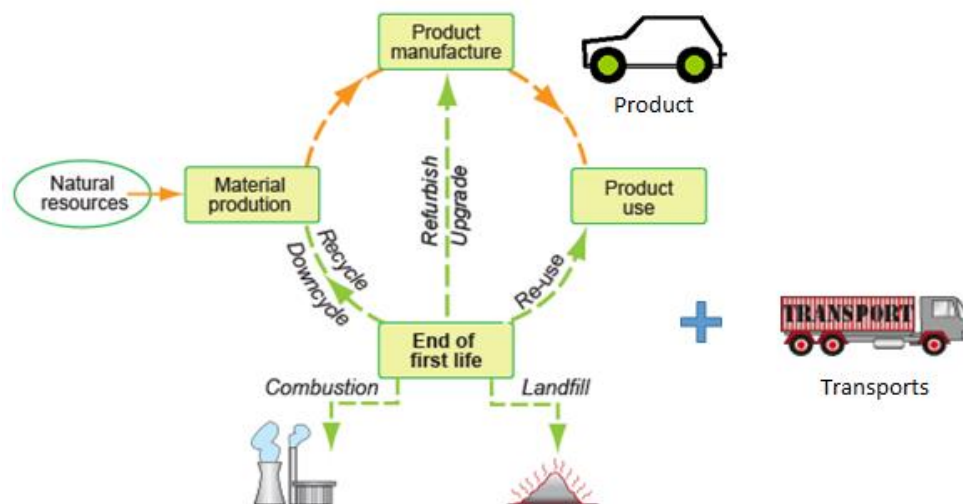 Product
manufacture
Product
Natural
resources
Material
prodution
Refurbish
Upgrade
Product
use
Recycle
Downcycle
Re-use
TRANSPORT
End of
first life
Combustion
Landfill
Transports